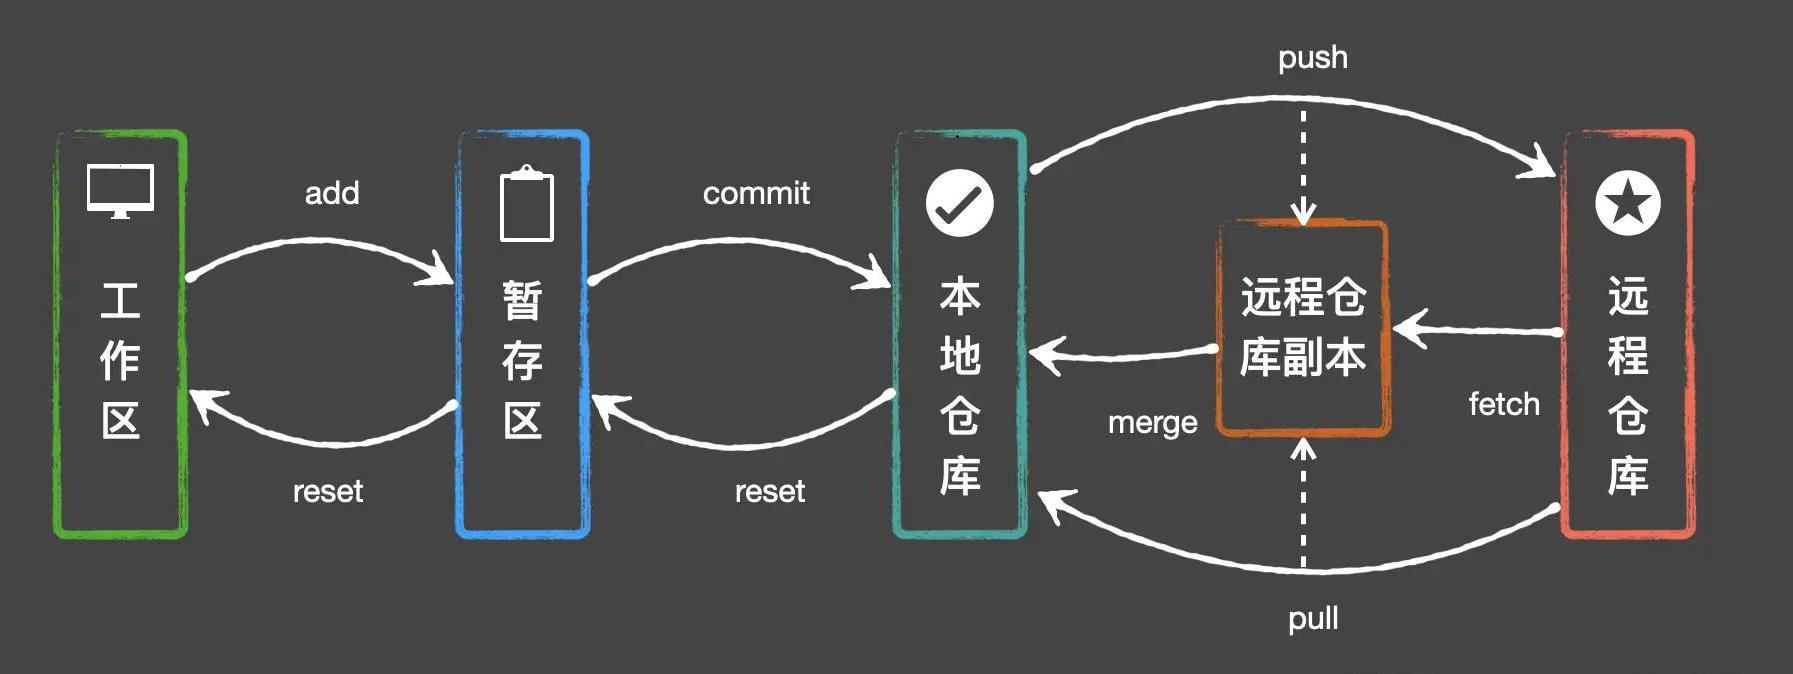 push
add
commit
工作区
暂存区
本地仓库
远程仓
库副本
远程仓库
merge
fetch
reset
reset
pull